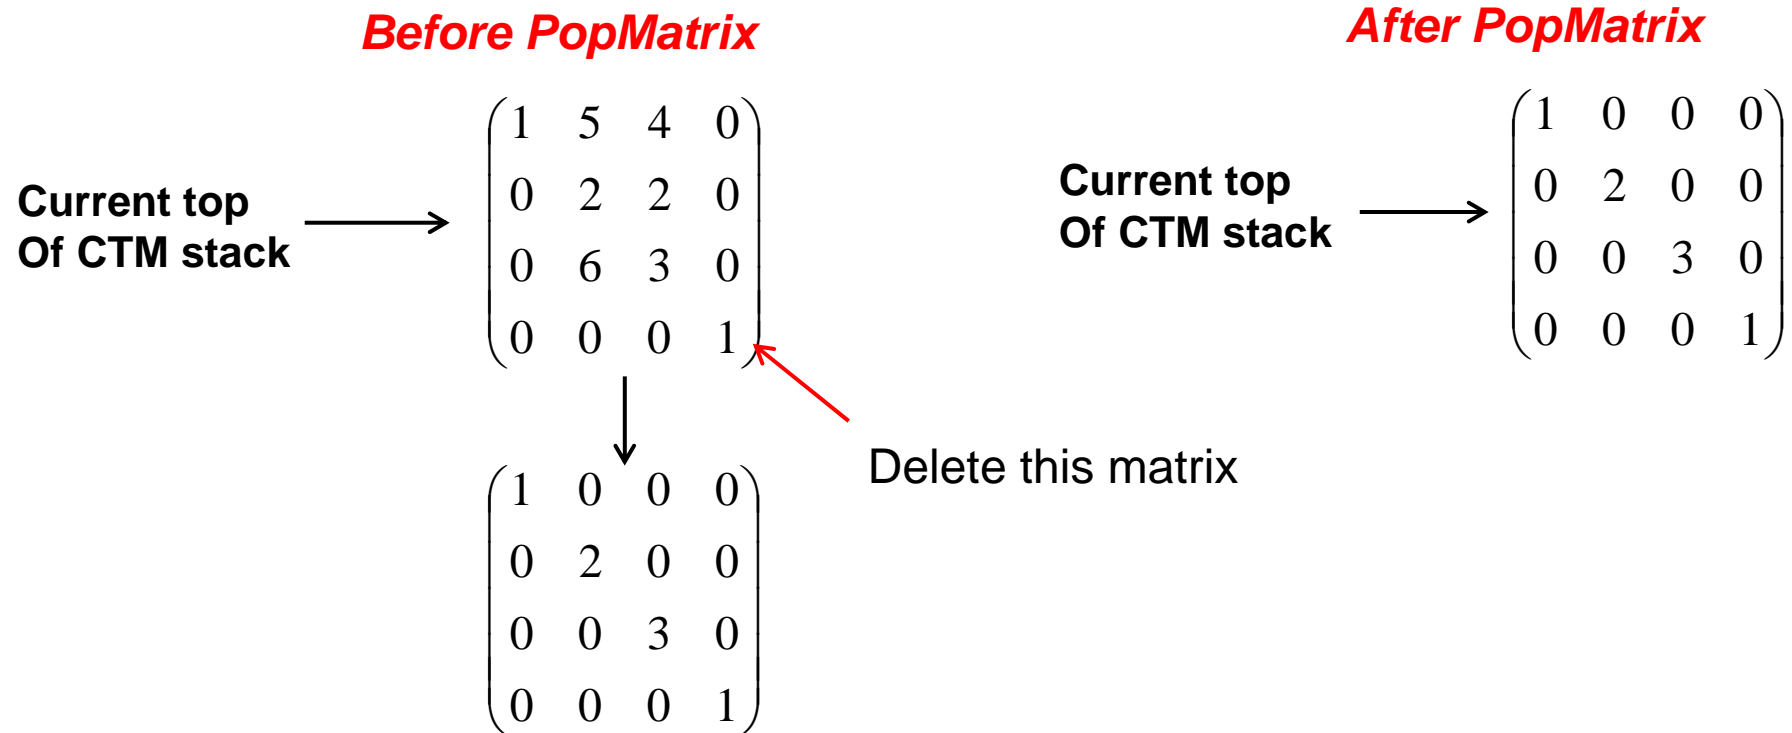 Before PopMatrix
After PopMatrix
Current top
Of CTM stack
1 5 4 0
0 2 2 0
0 6 3 0
0 0 0 1
Current top
Of CTM stack
1 0 0 0
0 2 0 0
0 0 3 0
0 0 0 1
Delete this matrix
1 0 0 0
0 2 0 0
0 0 3 0
0 0 0 1